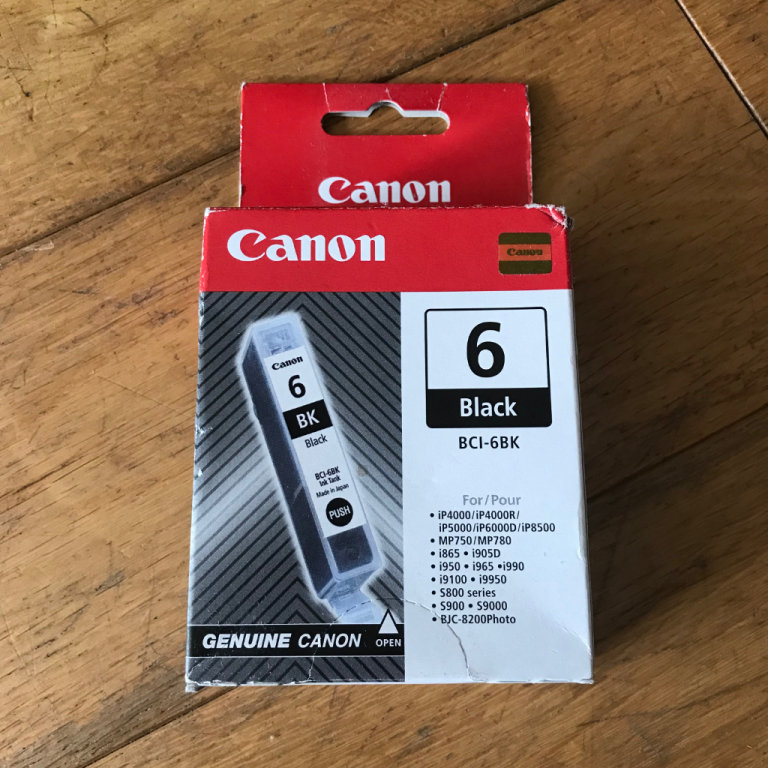 Canon
Canon
Canon
Canon
6
BK
Black
BCI-6BK
Ink Tank
Made in Japan
PUSH
GENUINE CANON
OPEN
6
Black
BCI-6BK
For/Pour
• iP4000/iP4000R/
iP5000/iP6000D/iP8500
• MP750/MP780
• i865 • i905D
i950 • i965 •i990
• i9100 • i9950
• S800 series
• S900 • S9000
• BJC-8200Photo